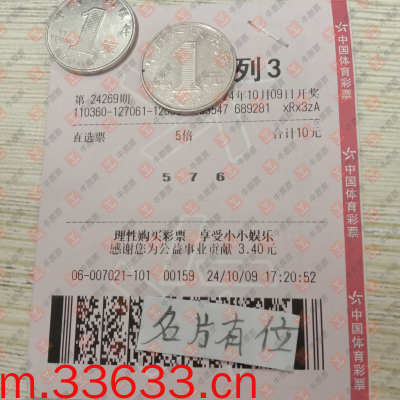 列3
第 24269期
24年10月09日开奖
110360-127061-128
3547 689281 xRx3zA
直选票 5倍 合计10元
5 7 6
理性购买彩票 享受小小娱乐
感谢您为公益事业贡献 3.40元
06-007021-101 00159 24/10/09 17:20:52
名片有位
m.33633.cn
中国体育彩票
中国体育彩票
中国体育彩票